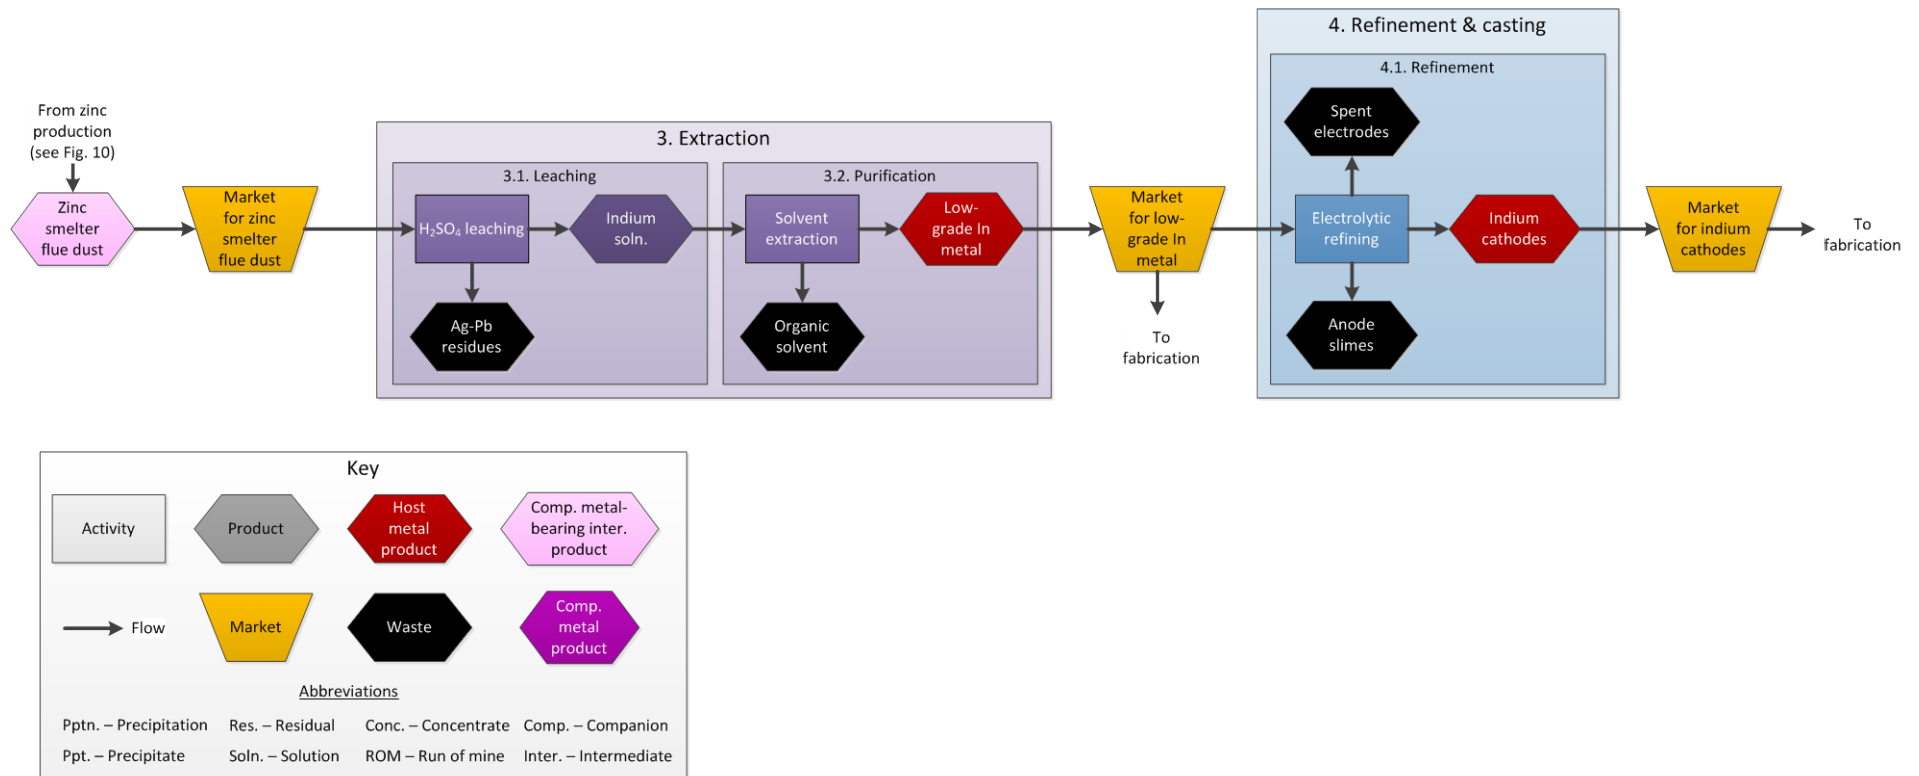 From zinc
production
(see Fig. 10)
Zinc
smelter
flue dust
Market
for zinc
smelter
flue dust
3. Extraction
3.1. Leaching
H₂SO₄ leaching
Indium
soln.
Ag-Pb
residues
3.2. Purification
Solvent
extraction
Low-
grade In
metal
Organic
solvent
Market
for low-
grade In
metal
To
fabrication
4. Refinement & casting
4.1. Refinement
Spent
electrodes
Electrolytic
refining
Indium
cathodes
Anode
slimes
Market
for indium
cathodes
To
fabrication
Key
Activity
Product
Host
metal
product
Comp. metal-
bearing inter.
product
Flow
Market
Waste
Comp.
metal
product
Abbreviations
Pptn. – Precipitation
Res. – Residual
Conc. – Concentrate
Comp. – Companion
Ppt. – Precipitate
Soln. – Solution
ROM – Run of mine
Inter. – Intermediate